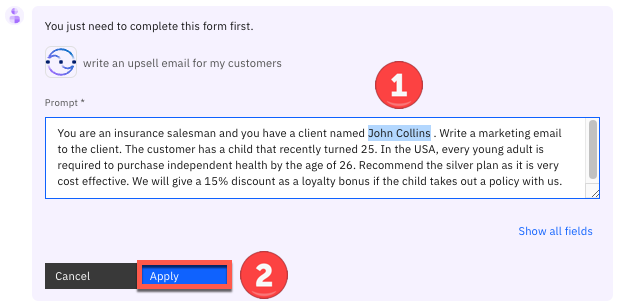 You just need to complete this form first.
write an upsell email for my customers
1
Prompt *
You are an insurance salesman and you have a client named John Collins . Write a marketing email
to the client. The customer has a child that recently turned 25. In the USA, every young adult is
required to purchase independent health by the age of 26. Recommend the silver plan as it is very
cost effective. We will give a 15% discount as a loyalty bonus if the child takes out a policy with us.
Show all fields
Cancel
Apply
2